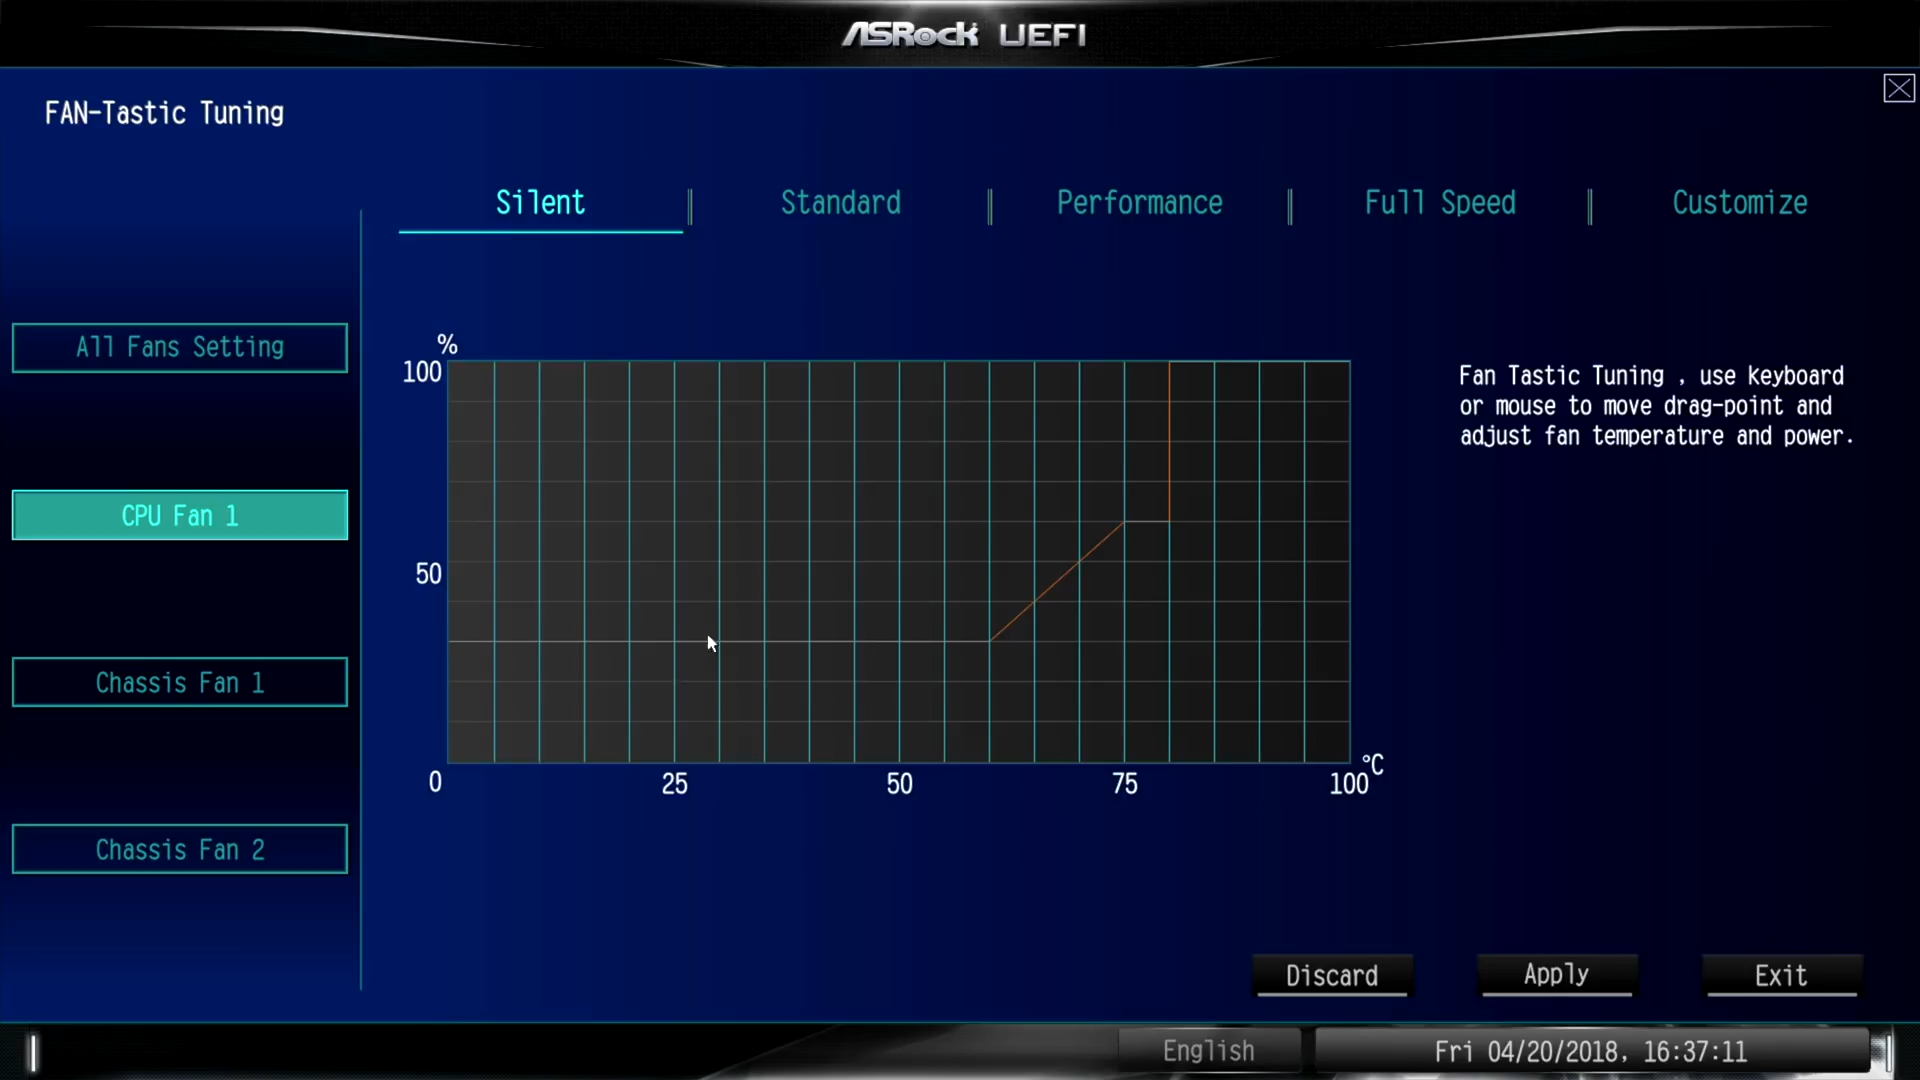 ASRock UEFI
FAN-Tastic Tuning
Silent
Standard
Performance
Full Speed
Customize
All Fans Setting
CPU Fan 1
Chassis Fan 1
Chassis Fan 2
%
100
50
0
25
50
75
100
°C
Fan Tastic Tuning , use keyboard
or mouse to move drag-point and
adjust fan temperature and power.
Discard
Apply
Exit
English
Fri 04/20/2018, 16:37:11